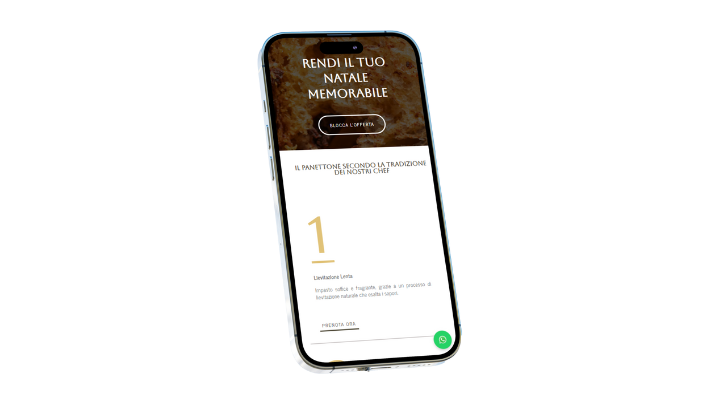 RENDI IL TUO
NATALE
MEMORABILE
BLOCCA L'OFFERTA
IL PANETTONE SECONDO LA TRADIZIONE
DEI NOSTRI CHEF
1
Lievitazione Lenta
Impasto soffice e fragrante, grazie a un processo di
lievitazione naturale che esalta i sapori.
PRENOTA ORA